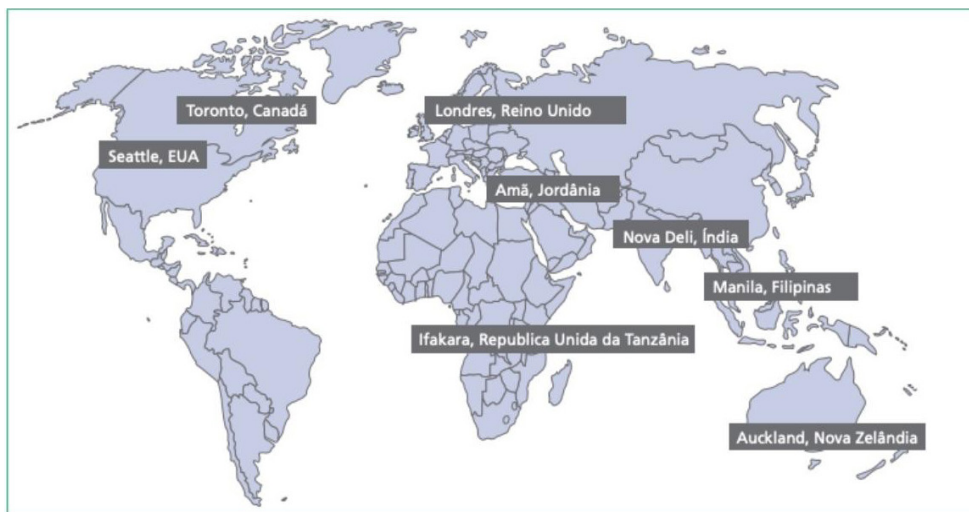 Toronto, Canadá
Londres, Reino Unido
Seattle, EUA
Amã, Jordânia
Nova Deli, Índia
Manila, Filipinas
Ifakara, Republica Unida da Tanzânia
Auckland, Nova Zelândia